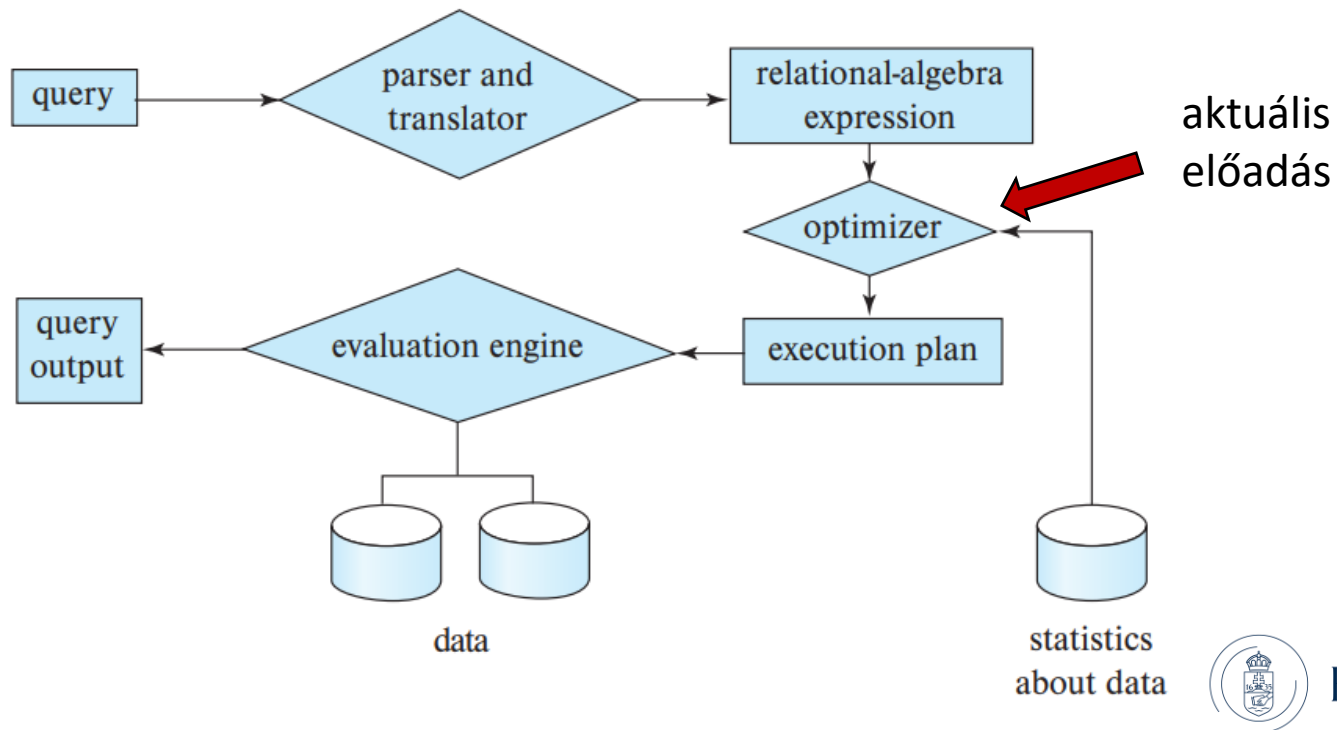 query
parser and
translator
relational-algebra
expression
aktuális
előadás
optimizer
query
output
evaluation engine
execution plan
data
statistics
about data